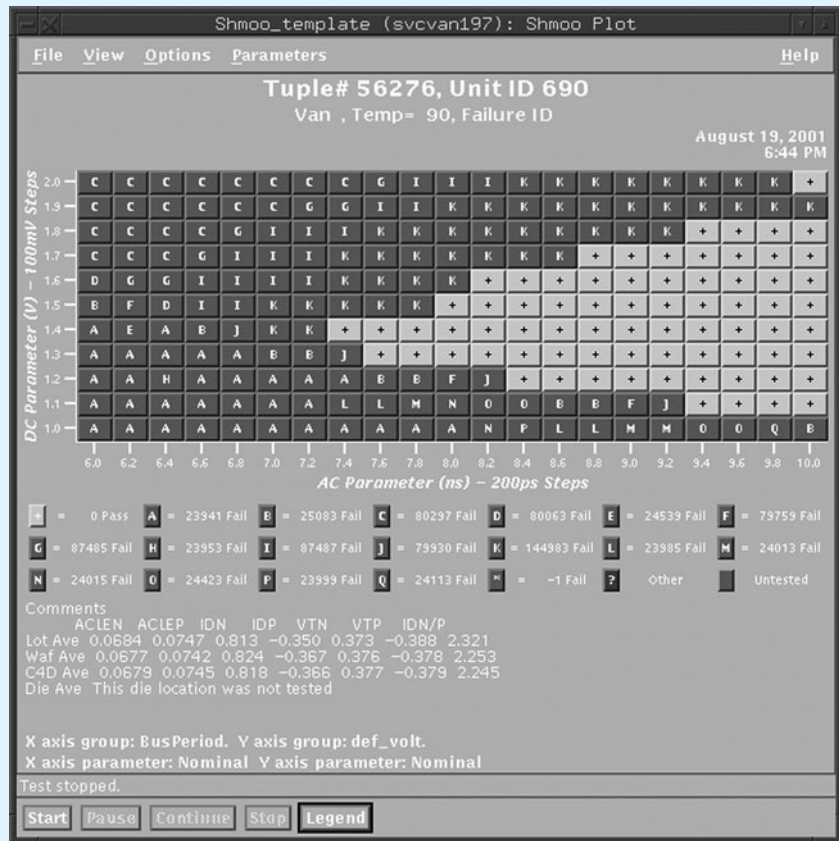 Shmoo_template (svcvan197): Shmoo Plot
File View Options Parameters Help
Tuple# 56276, Unit ID 690
Van , Temp= 90, Failure ID
August 19, 2001
6:44 PM
DC Parameter (V) – 100mV Steps
2.0 C C C C C C C C G I I I K K K K K K K K +
1.9 C C C C C C G G I I K K K K K K K K K K K
1.8 C C C C G I I I K K K K K K K K K + + + +
1.7 C C C G I I I K K K K K K K + + + + + + +
1.6 D G G I I I I K K K K + + + + + + + + + +
1.5 B F D I I K K K K K + + + + + + + + + + +
1.4 A E A B J K K + + + + + + + + + + + + + +
1.3 A A A A A B B J + + + + + + + + + + + + +
1.2 A A H A A A A A B B F J + + + + + + + + +
1.1 A A A A A A A L L M N O O B B F J + + + +
1.0 A A A A A A A A A A A N P L L M M O O Q B
6.0 6.2 6.4 6.6 6.8 7.0 7.2 7.4 7.6 7.8 8.0 8.2 8.4 8.6 8.8 9.0 9.2 9.4 9.6 9.8 10.0
AC Parameter (ns) – 200ps Steps
+ = 0 Pass A = 23941 Fail B = 25083 Fail C = 80297 Fail D = 80063 Fail E = 24539 Fail F = 79759 Fail
G = 87485 Fail H = 23953 Fail I = 87487 Fail J = 79930 Fail K = 144983 Fail L = 23985 Fail M = 24013 Fail
N = 24015 Fail O = 24423 Fail P = 23999 Fail Q = 24113 Fail * = –1 Fail ? Other Untested
Comments
ACLEN ACLEP IDN IDP VTN VTP IDN/P
Lot Ave 0.0684 0.0747 0.813 –0.350 0.373 –0.388 2.321
Waf Ave 0.0677 0.0742 0.824 –0.367 0.376 –0.378 2.253
C4D Ave 0.0679 0.0745 0.818 –0.366 0.377 –0.379 2.245
Die Ave This die location was not tested
X axis group: BusPeriod. Y axis group: def_volt.
X axis parameter: Nominal Y axis parameter: Nominal
Test stopped.
Start Pause Continue Stop Legend